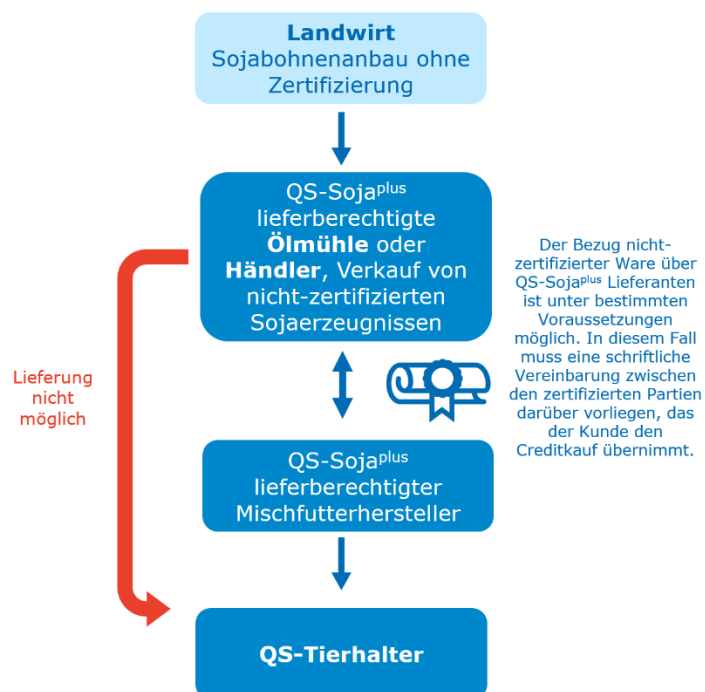 Landwirt
Sojabohnenanbau ohne
Zertifizierung
QS-Sojaplus
lieferberechtigte
Ölmühle oder
Händler, Verkauf von
nicht-zertifizierten
Sojaerzeugnissen
Der Bezug nicht-
zertifizierter Ware über
QS-Sojaplus Lieferanten
ist unter bestimmten
Voraussetzungen
möglich. In diesem Fall
muss eine schriftliche
Vereinbarung zwischen
den zertifizierten Partien
darüber vorliegen, das
der Kunde den
Creditkauf übernimmt.
Lieferung
nicht
möglich
QS-Sojaplus
lieferberechtigter
Mischfutterhersteller
QS-Tierhalter